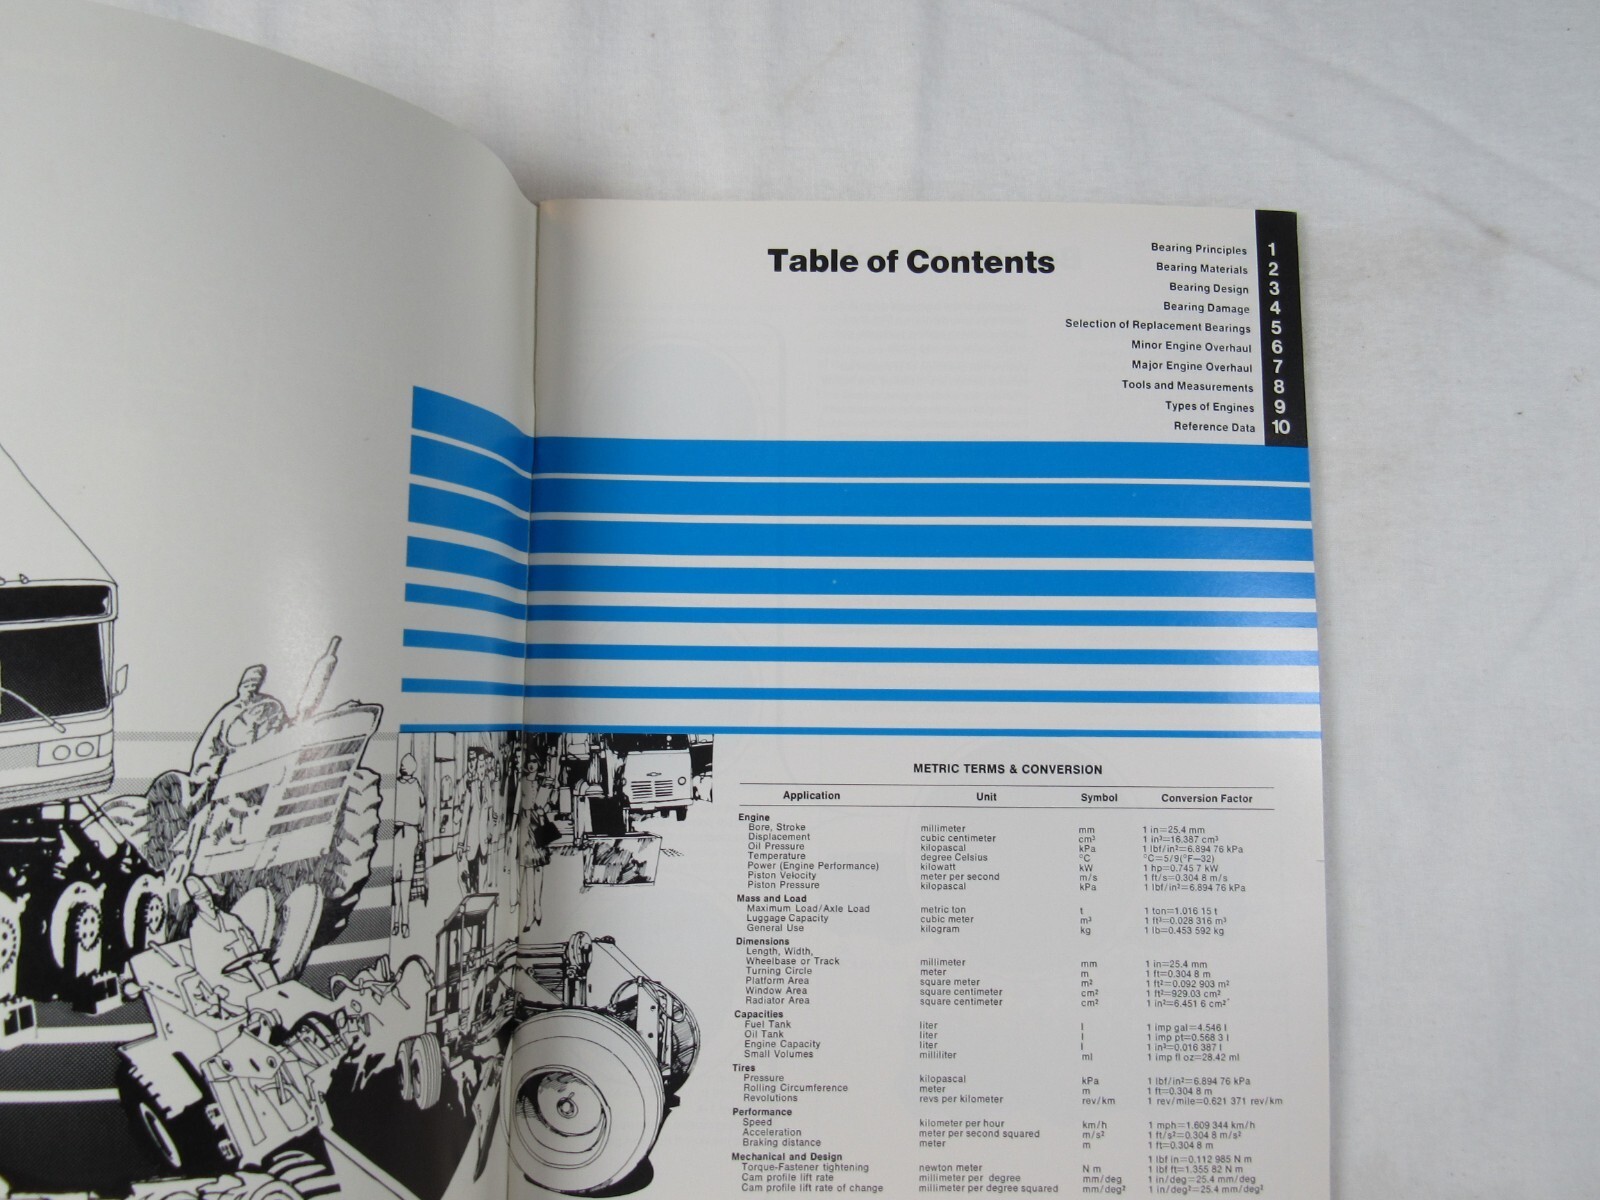 Table of Contents
Bearing Principles 1
Bearing Materials 2
Bearing Design 3
Bearing Damage 4
Selection of Replacement Bearings 5
Minor Engine Overhaul 6
Major Engine Overhaul 7
Tools and Measurements 8
Types of Engines 9
Reference Data 10
METRIC TERMS & CONVERSION
Application Unit Symbol Conversion Factor
Engine
Bore, Stroke millimeter mm 1 in=25.4 mm
Displacement cubic centimeter cm³ 1 in³=16.387 cm³
Oil Pressure kilopascal kPa 1 lbf/in²=6.894 76 kPa
Temperature degree Celsius °C °C=5/9(°F—32)
Power (Engine Performance) kilowatt kW 1 hp=0.745 7 kW
Piston Velocity meter per second m/s 1 ft/s=0.304 8 m/s
Piston Pressure kilopascal kPa 1 lbf/in²=6.894 76 kPa
Mass and Load
Maximum Load/Axle Load metric ton t 1 ton=1.016 15 t
Luggage Capacity cubic meter m³ 1 ft³=0.028 316 m³
General Use kilogram kg 1 lb=0.453 592 kg
Dimensions
Length, Width,
Wheelbase or Track millimeter mm 1 in=25.4 mm
Turning Circle meter m 1 ft=0.304 8 m
Platform Area square meter m² 1 ft²=0.092 903 m²
Window Area square centimeter cm² 1 ft²=929.03 cm²
Radiator Area square centimeter cm² 1 in²=6.451 6 cm²
Capacities
Fuel Tank liter l 1 imp gal=4.546 l
Oil Tank liter l 1 imp pt=0.568 3 l
Engine Capacity liter l 1 in³=0.016 387 l
Small Volumes milliliter ml 1 imp fl oz=28.42 ml
Tires
Pressure kilopascal kPa 1 lbf/in²=6.894 76 kPa
Rolling Circumference meter m 1 ft=0.304 8 m
Revolutions revs per kilometer rev/km 1 rev/mile=0.621 371 rev/km
Performance
Speed kilometer per hour km/h 1 mph=1.609 344 km/h
Acceleration meter per second squared m/s² 1 ft/s²=0.304 8 m/s²
Braking distance meter m 1 ft=0.304 8 m
Mechanical and Design 1 lbf in=0.112 985 N m
Torque-Fastener tightening newton meter N m 1 lbf ft=1.355 82 N m
Cam profile lift rate millimeter per degree mm/deg 1 in/deg=25.4 mm/deg
Cam profile lift rate of change millimeter per degree squared mm/deg² 1 in/deg²=25.4 mm/deg²